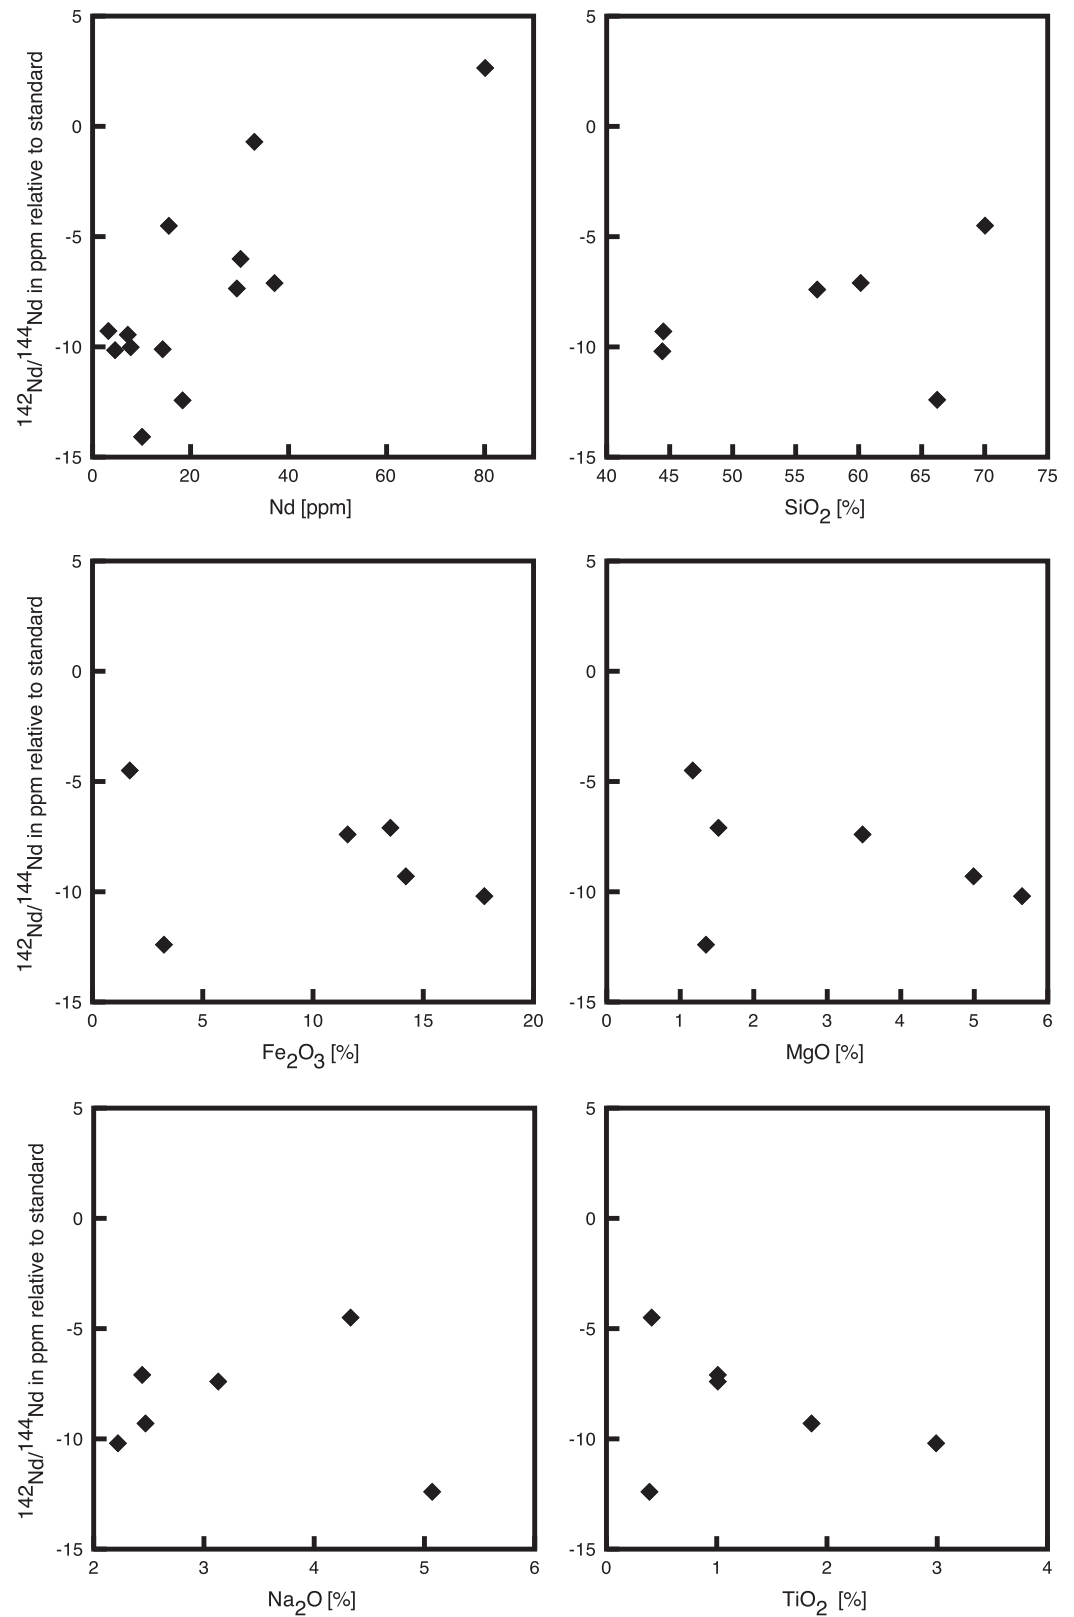 5
0
-5
-10
-15
0 20 40 60 80
142Nd/144Nd in ppm relative to standard
Nd [ppm]
5
0
-5
-10
-15
40 45 50 55 60 65 70 75
SiO2 [%]
5
0
-5
-10
-15
0 5 10 15 20
142Nd/144Nd in ppm relative to standard
Fe2O3 [%]
5
0
-5
-10
-15
0 1 2 3 4 5 6
MgO [%]
5
0
-5
-10
-15
2 3 4 5 6
142Nd/144Nd in ppm relative to standard
Na2O [%]
5
0
-5
-10
-15
0 1 2 3 4
TiO2 [%]